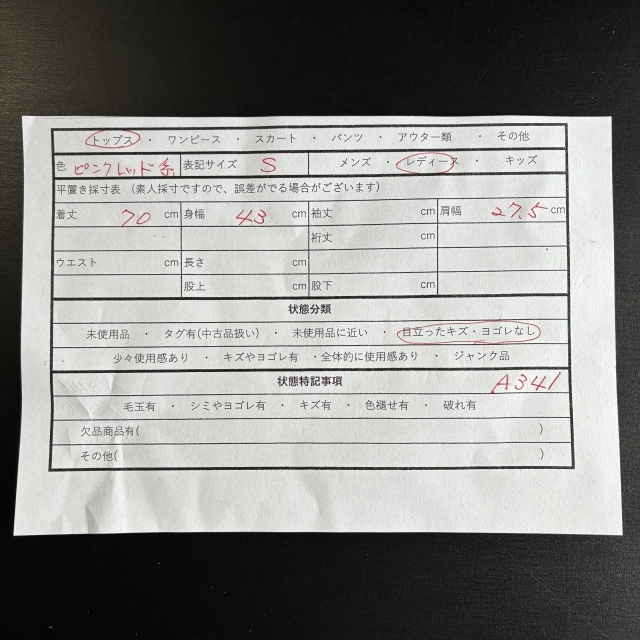 トップス ・ ワンピース ・ スカート ・ パンツ ・ アウター類 ・ その他
色 ピンクレッド系 表記サイズ S メンズ ・ レディース ・ キッズ
平置き採寸表 (素人採寸ですので、誤差がでる場合がございます)
着丈 70 cm 身幅 43 cm 袖丈 cm 肩幅 27.5 cm
裄丈 cm
ウエスト cm 長さ cm
股上 cm 股下 cm
状態分類
未使用品 ・ タグ有(中古品扱い) ・ 未使用品に近い ・ 目立ったキズ・ヨゴレなし
少々使用感あり ・ キズやヨゴレ有 ・全体的に使用感あり ・ ジャンク品
状態特記事項 A341
毛玉有 ・ シミやヨゴレ有 ・ キズ有 ・ 色褪せ有 ・ 破れ有
欠品商品有( )
その他( )